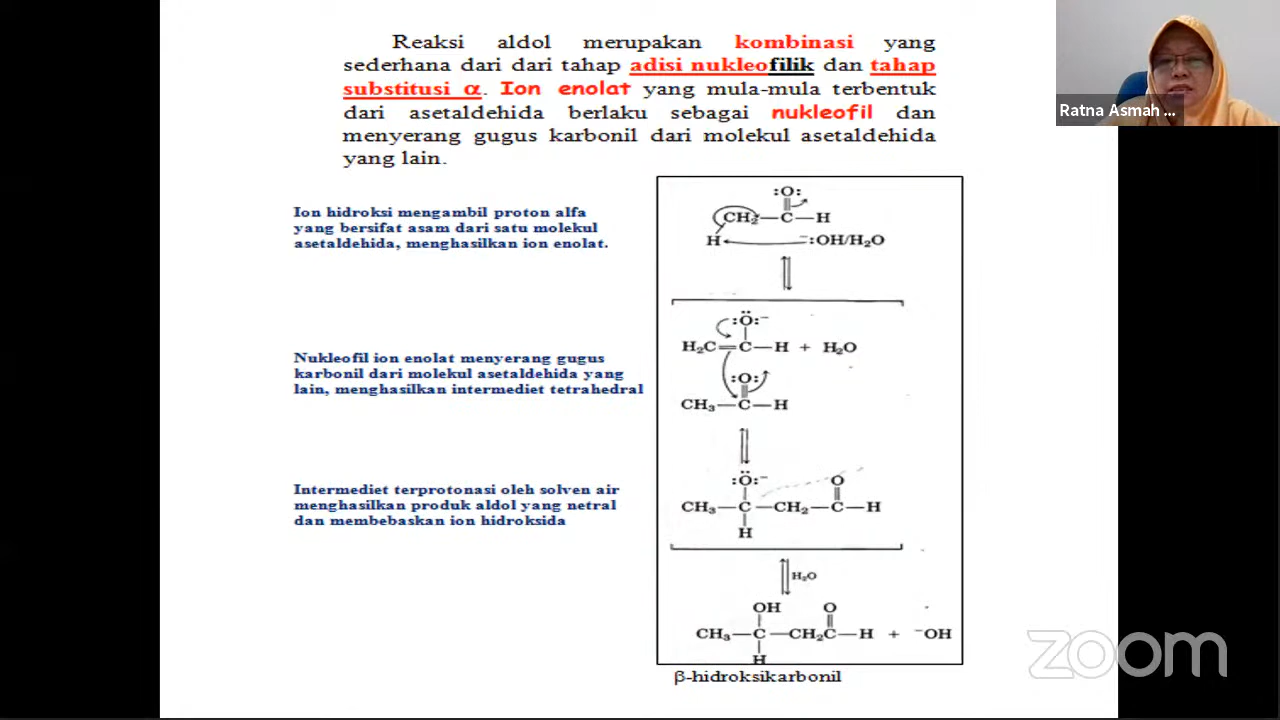 Reaksi aldol merupakan kombinasi yang
sederhana dari dari tahap adisi nukleofilik dan tahap
substitusi α. Ion enolat yang mula-mula terbentuk
dari asetaldehida berlaku sebagai nukleofil dan
menyerang gugus karbonil dari molekul asetaldehida
yang lain.
Ratna Asmah ...
Ion hidroksi mengambil proton alfa
yang bersifat asam dari satu molekul
asetaldehida, menghasilkan ion enolat.
:O:
CH₂—C—H
H ⁻:OH/H₂O
:Ö:⁻
H₂C=C—H + H₂O
:O:
CH₃—C—H
Nukleofil ion enolat menyerang gugus
karbonil dari molekul asetaldehida yang
lain, menghasilkan intermediet tetrahedral
:Ö:⁻ O
CH₃—C—CH₂—C—H
H
Intermediet terprotonasi oleh solven air
menghasilkan produk aldol yang netral
dan membebaskan ion hidroksida
H₂O
OH O
CH₃—C—CH₂C—H + ⁻OH
H
β-hidroksikarbonil
zoom